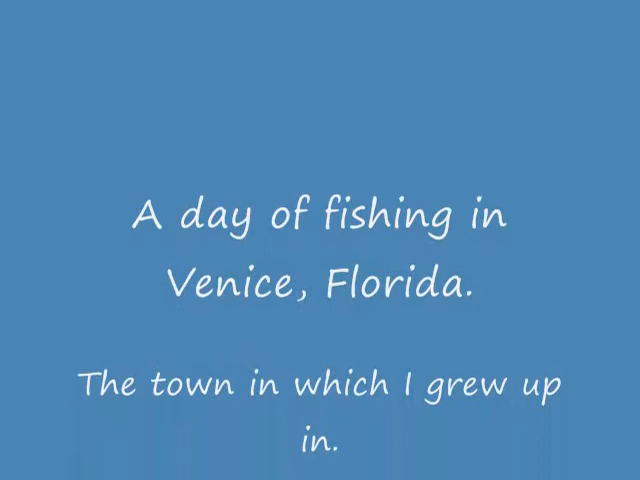 A day of fishing in
Venice, Florida.
The town in which I grew up
in.